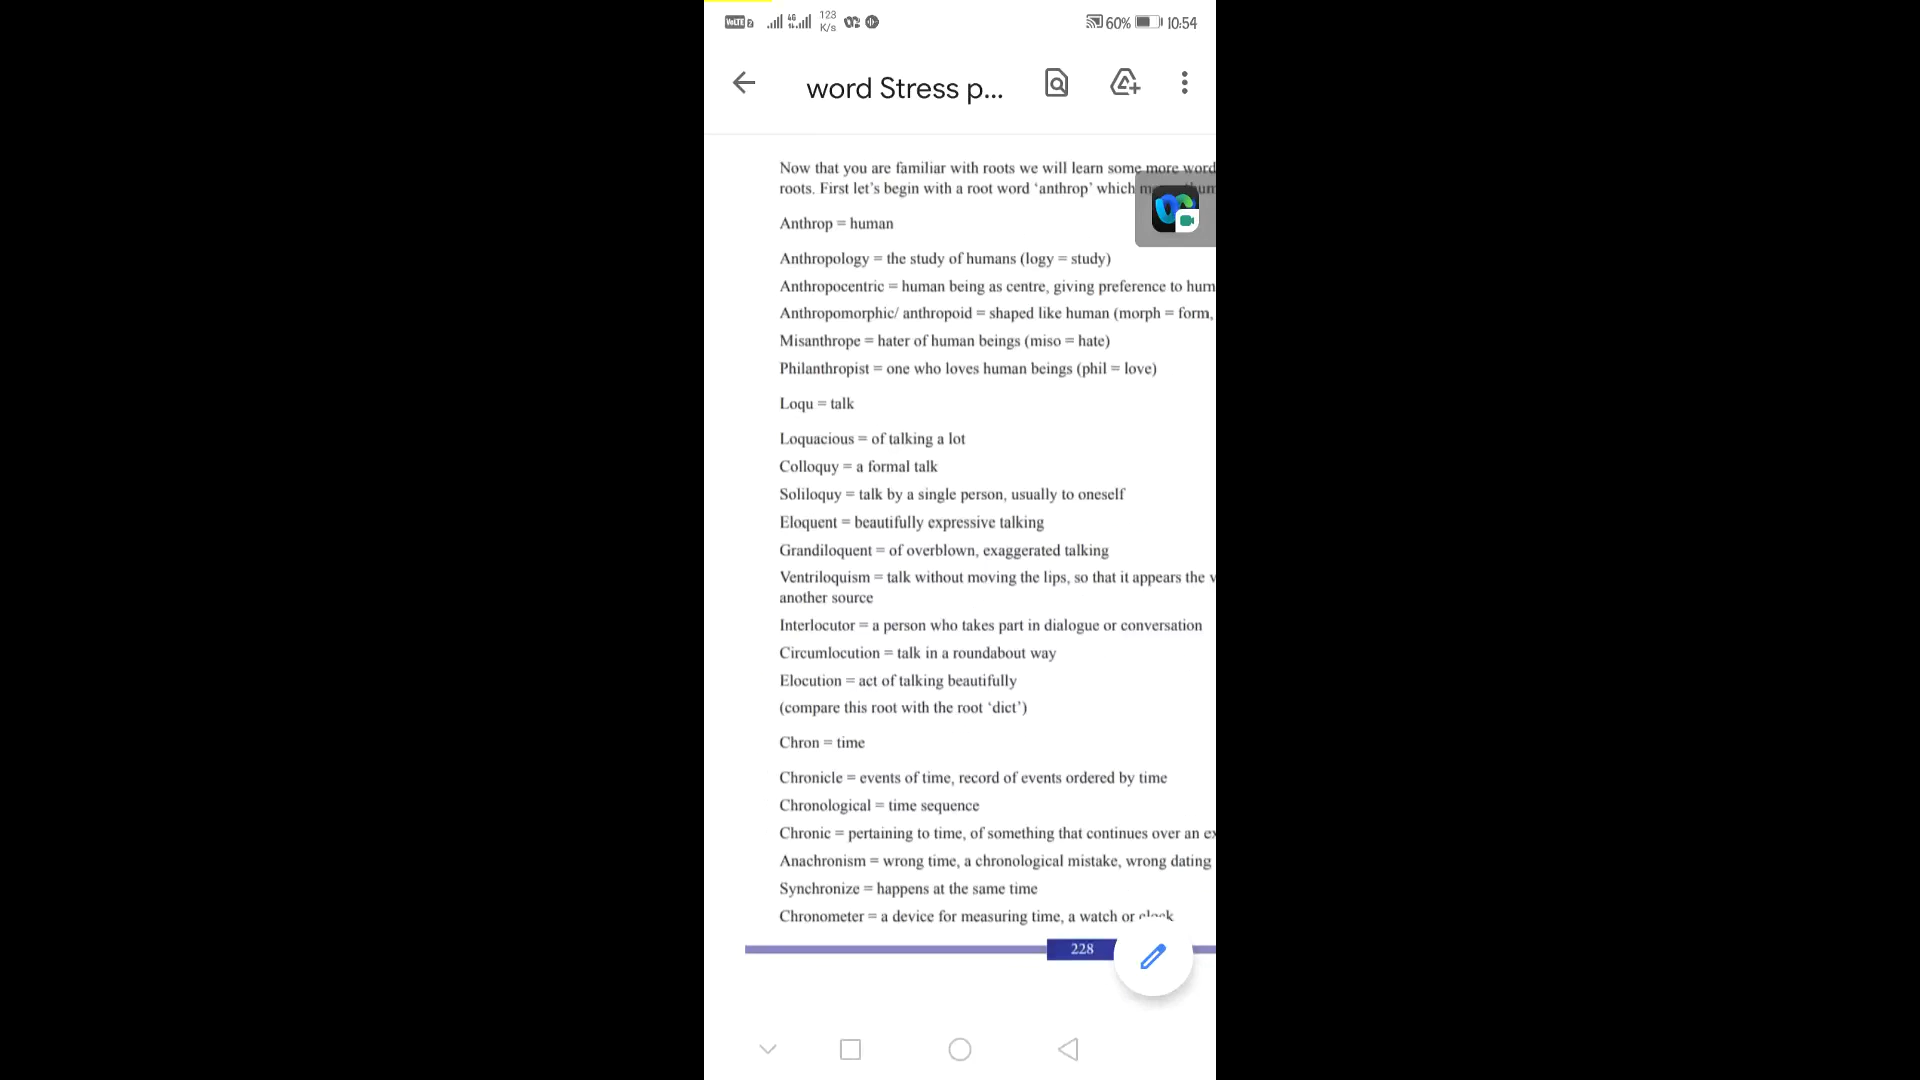 VoLTE 2 4G 123 K/s 60% 10:54
word Stress p...
Now that you are familiar with roots we will learn some more word
roots. First let's begin with a root word 'anthrop' which
Anthrop = human
Anthropology = the study of humans (logy = study)
Anthropocentric = human being as centre, giving preference to hum
Anthropomorphic/ anthropoid = shaped like human (morph = form,
Misanthrope = hater of human beings (miso = hate)
Philanthropist = one who loves human beings (phil = love)
Loqu = talk
Loquacious = of talking a lot
Colloquy = a formal talk
Soliloquy = talk by a single person, usually to oneself
Eloquent = beautifully expressive talking
Grandiloquent = of overblown, exaggerated talking
Ventriloquism = talk without moving the lips, so that it appears the v
another source
Interlocutor = a person who takes part in dialogue or conversation
Circumlocution = talk in a roundabout way
Elocution = act of talking beautifully
(compare this root with the root 'dict')
Chron = time
Chronicle = events of time, record of events ordered by time
Chronological = time sequence
Chronic = pertaining to time, of something that continues over an ex
Anachronism = wrong time, a chronological mistake, wrong dating
Synchronize = happens at the same time
Chronometer = a device for measuring time, a watch or clock
228